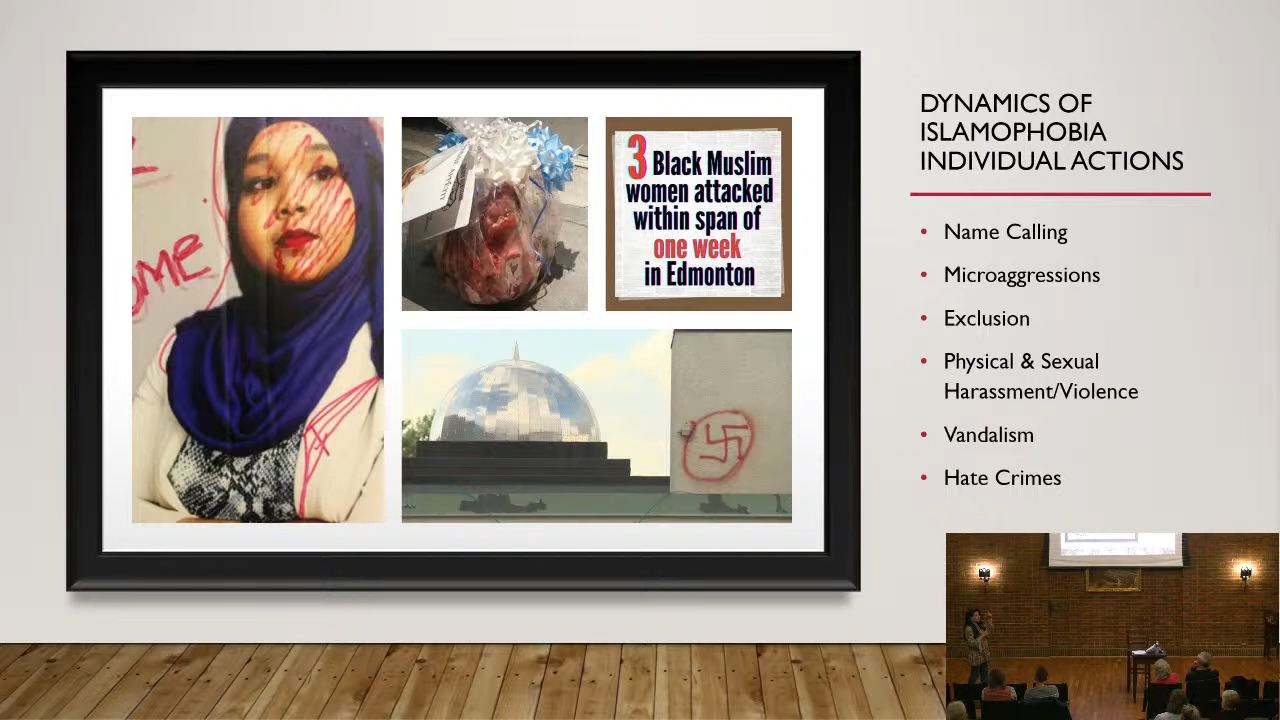 DYNAMICS OF
ISLAMOPHOBIA
INDIVIDUAL ACTIONS
• Name Calling
• Microaggressions
• Exclusion
• Physical & Sexual
Harassment/Violence
• Vandalism
• Hate Crimes
3 Black Muslim
women attacked
within span of
one week
in Edmonton
OME